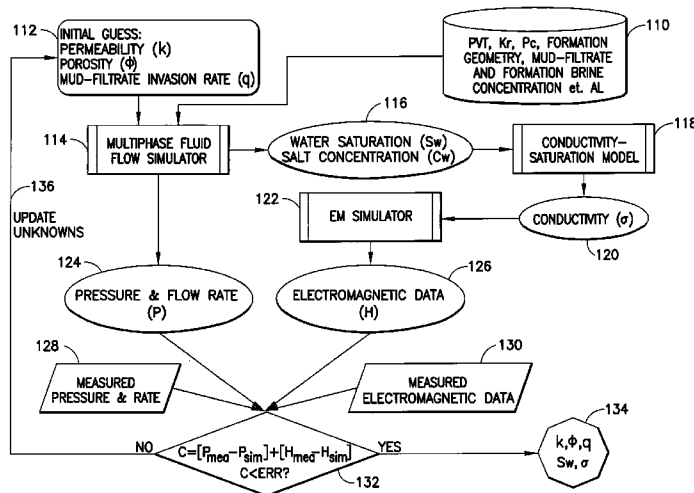 112
INITIAL GUESS:
PERMEABILITY (k)
POROSITY (ϕ)
MUD-FILTRATE INVASION RATE (q)
110
PVT, Kr, Pc, FORMATION
GEOMETRY, MUD-FILTRATE
AND FORMATION BRINE
CONCENTRATION et. AL
114
MULTIPHASE FLUID
FLOW SIMULATOR
116
WATER SATURATION (Sw)
SALT CONCENTRATION (Cw)
118
CONDUCTIVITY-
SATURATION MODEL
136
UPDATE
UNKNOWNS
122
EM SIMULATOR
CONDUCTIVITY (σ)
120
124
PRESSURE & FLOW RATE
(P)
126
ELECTROMAGNETIC DATA
(H)
128
MEASURED
PRESSURE & RATE
130
MEASURED
ELECTROMAGNETIC DATA
NO
C=[Pmea-Psim]+[Hmed-Hsim]
C<ERR?
132
YES
134
k,ϕ,q
Sw,σ